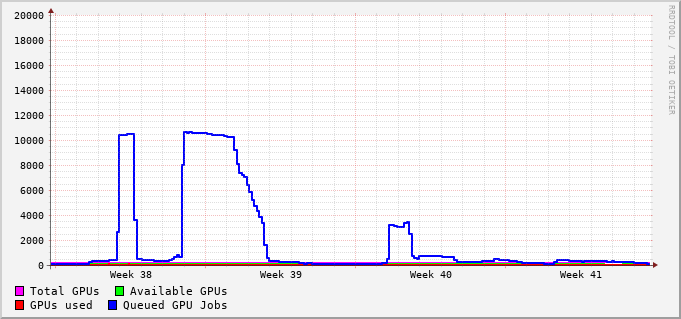 20000
18000
16000
14000
12000
10000
8000
6000
4000
2000
0
Week 38 Week 39 Week 40 Week 41
Total GPUs Available GPUs
GPUs used Queued GPU Jobs
RRDTOOL / TOBI OETIKER